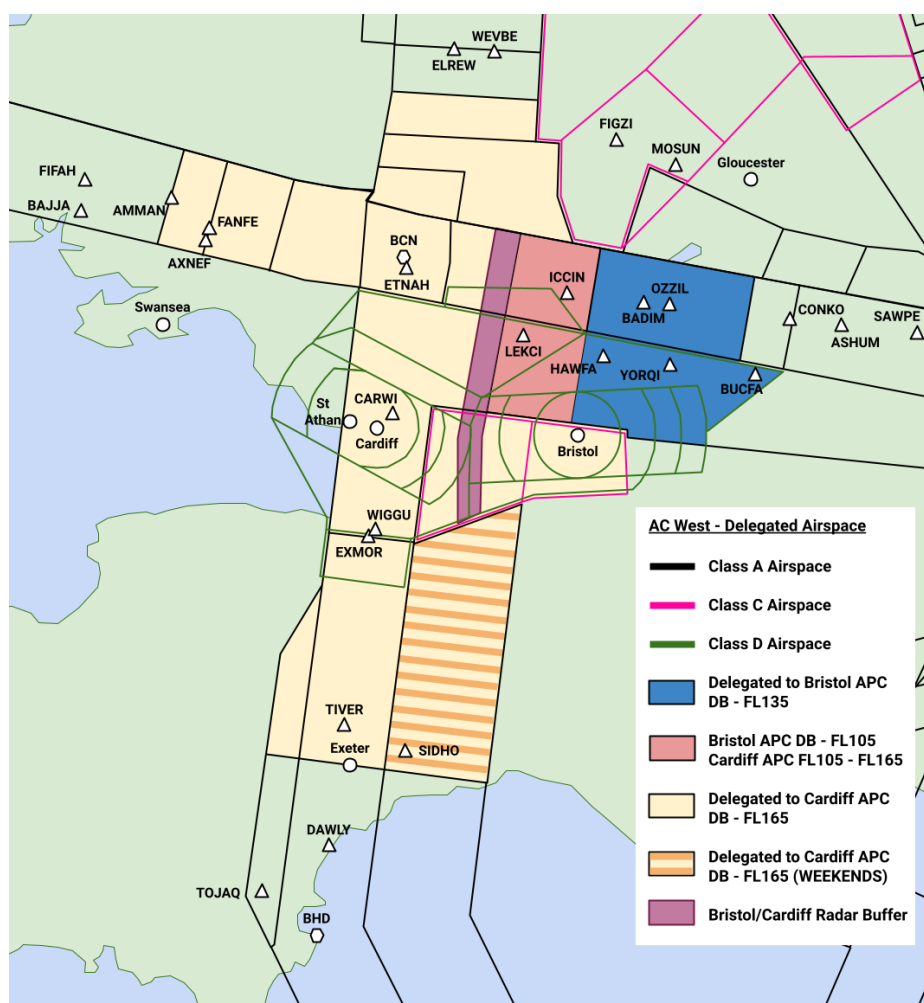 WEVBE
ELREW
FIGZI
MOSUN
Gloucester
FIFAH
BAJJA
AMMAN
FANFE
AXNEF
BCN
ETNAH
ICCIN
OZZIL
BADIM
Swansea
CONKO
SAWPE
ASHUM
LEKCI
HAWFA
YORQI
BUCFA
CARWI
St
Athan
Cardiff
Bristol
WIGGU
EXMOR
TIVER
Exeter
SIDHO
DAWLY
TOJAQ
BHD
AC West - Delegated Airspace
Class A Airspace
Class C Airspace
Class D Airspace
Delegated to Bristol APC
DB - FL135
Bristol APC DB - FL105
Cardiff APC FL105 - FL165
Delegated to Cardiff APC
DB - FL165
Delegated to Cardiff APC
DB - FL165 (WEEKENDS)
Bristol/Cardiff Radar Buffer